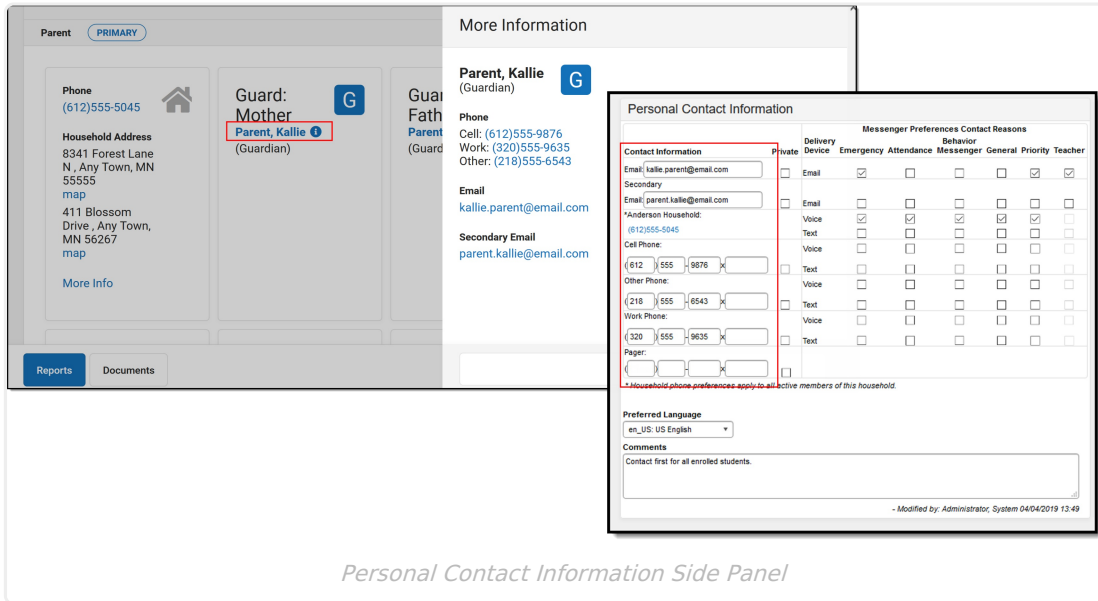 Parent PRIMARY
Phone
(612)555-5045
Household Address
8341 Forest Lane
N , Any Town, MN
55555
map
411 Blossom
Drive , Any Town,
MN 56267
map
More Info
Guard:
Mother
G
Parent, Kallie
(Guardian)
Guar
Fath
Parent
(Guard
Reports Documents
More Information
Parent, Kallie
(Guardian)
G
Phone
Cell: (612)555-9876
Work: (320)555-9635
Other: (218)555-6543
Email
kallie.parent@email.com
Secondary Email
parent.kallie@email.com
Personal Contact Information
Messenger Preferences Contact Reasons
Contact Information Private Delivery Device Emergency Attendance Behavior Messenger General Priority Teacher
Email: kallie.parent@email.com Email
Secondary
Email: parent.kallie@email.com Email
*Anderson Household: Voice
(612)555-5045 Text
Cell Phone: Voice
( 612 ) 555 - 9876 x Text
Other Phone: Voice
( 218 ) 555 - 6543 x Text
Work Phone: Voice
( 320 ) 555 - 9635 x Text
Pager:
( ) - x
* Household phone preferences apply to all active members of this household.
Preferred Language
en_US: US English
Comments
Contact first for all enrolled students.
- Modified by: Administrator, System 04/04/2019 13:49
Personal Contact Information Side Panel